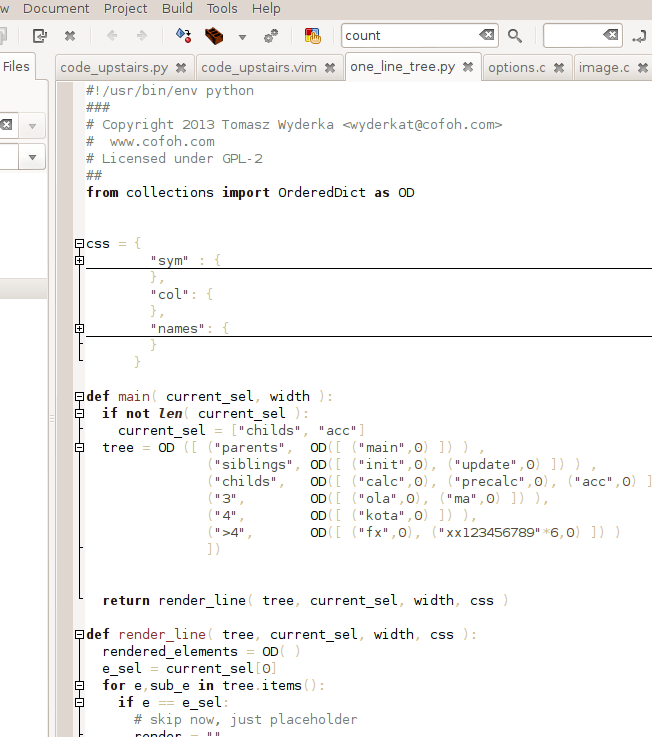 w Document Project Build Tools Help
count
Files
code_upstairs.py code_upstairs.vim one_line_tree.py options.c image.c
#!/usr/bin/env python
###
# Copyright 2013 Tomasz Wyderka <wyderkat@cofoh.com>
#  www.cofoh.com
# Licensed under GPL-2
##
from collections import OrderedDict as OD
css = {
        "sym" : {
        },
        "col": {
        },
        "names": {
        }
      }
def main( current_sel, width ):
  if not len( current_sel ):
    current_sel = ["childs", "acc"]
  tree = OD ([ ("parents",  OD([ ("main",0) ]) ) ,
               ("siblings", OD([ ("init",0), ("update",0) ]) ) ,
               ("childs",   OD([ ("calc",0), ("precalc",0), ("acc",0) ]
               ("3",        OD([ ("ola",0), ("ma",0) ]) ),
               ("4",        OD([ ("kota",0) ]) ),
               (">4",       OD([ ("fx",0), ("xx123456789"*6,0) ]) )
               ])
  return render_line( tree, current_sel, width, css )
def render_line( tree, current_sel, width, css ):
  rendered_elements = OD( )
  e_sel = current_sel[0]
  for e,sub_e in tree.items():
    if e == e_sel:
      # skip now, just placeholder
      render = ""